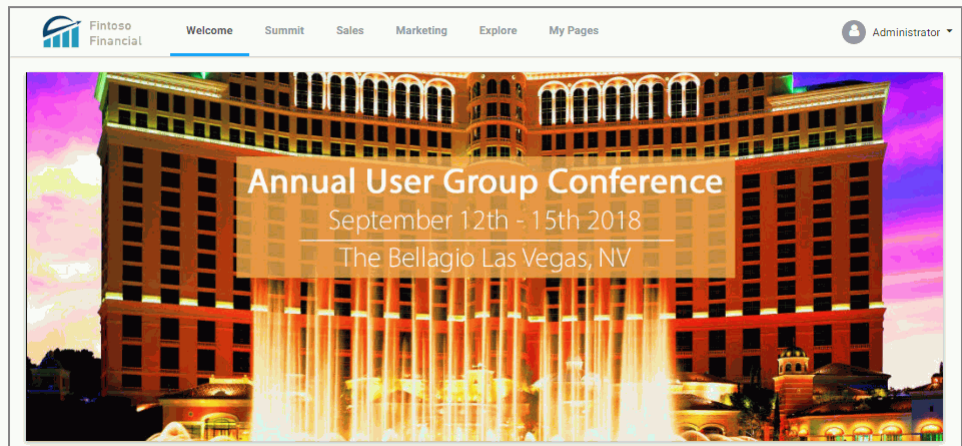 Fintoso
Financial
Welcome Summit Sales Marketing Explore My Pages
Administrator
Annual User Group Conference
September 12th - 15th 2018
The Bellagio Las Vegas, NV